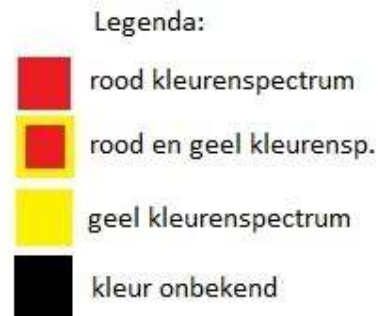 Legenda:
rood kleurenspectrum
rood en geel kleurensp.
geel kleurenspectrum
kleur onbekend